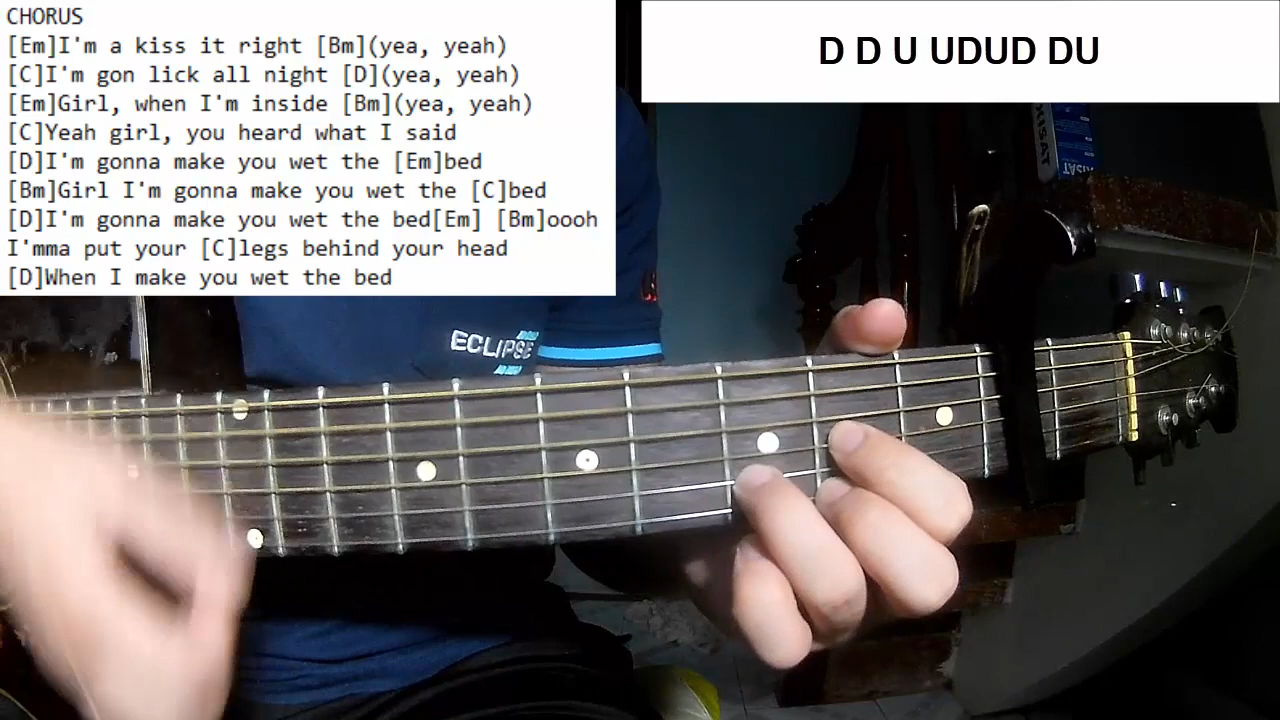 CHORUS
[Em]I'm a kiss it right [Bm](yea, yeah)
[C]I'm gon lick all night [D](yea, yeah)
[Em]Girl, when I'm inside [Bm](yea, yeah)
[C]Yeah girl, you heard what I said
[D]I'm gonna make you wet the [Em]bed
[Bm]Girl I'm gonna make you wet the [C]bed
[D]I'm gonna make you wet the bed[Em] [Bm]oooh
I'mma put your [C]legs behind your head
[D]When I make you wet the bed
D D U UDUD DU
ECLIPSE